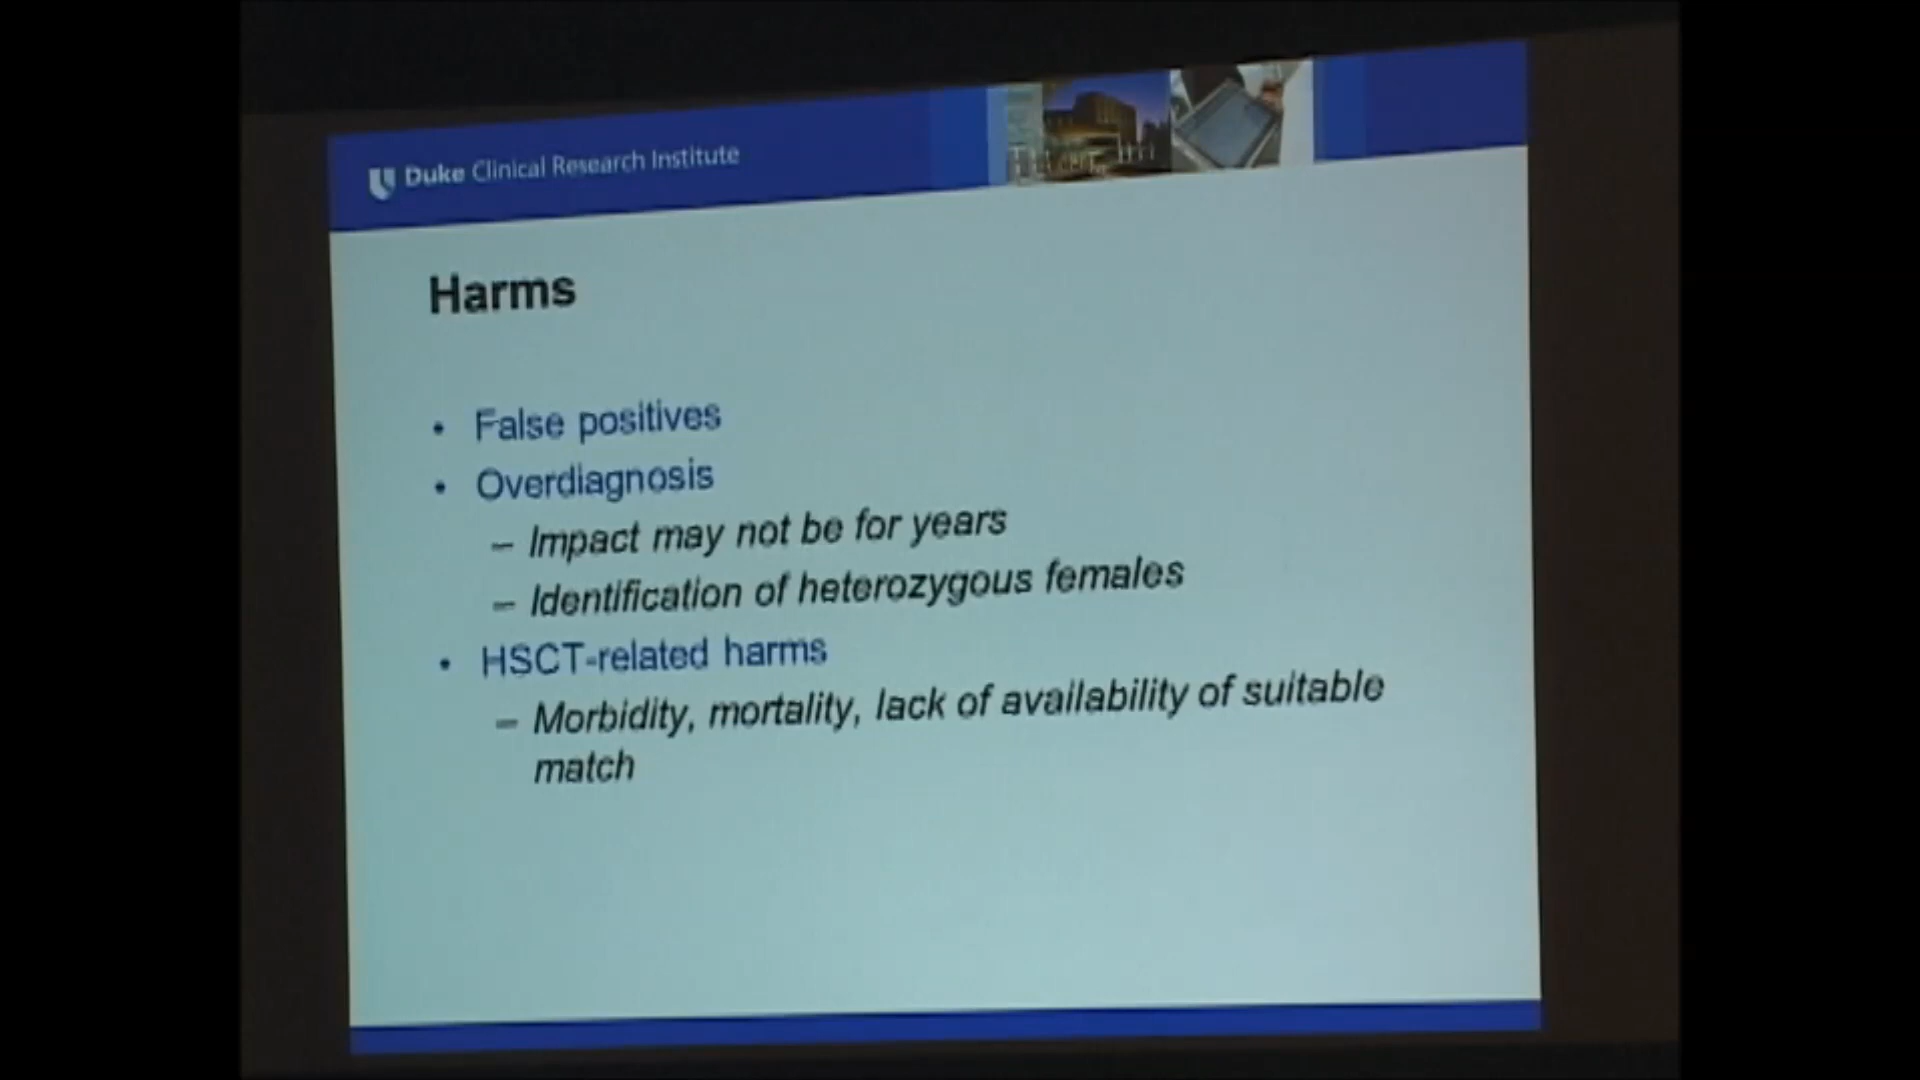 Duke Clinical Research Institute
Harms
• False positives
• Overdiagnosis
– Impact may not be for years
– Identification of heterozygous females
• HSCT-related harms
– Morbidity, mortality, lack of availability of suitable
match